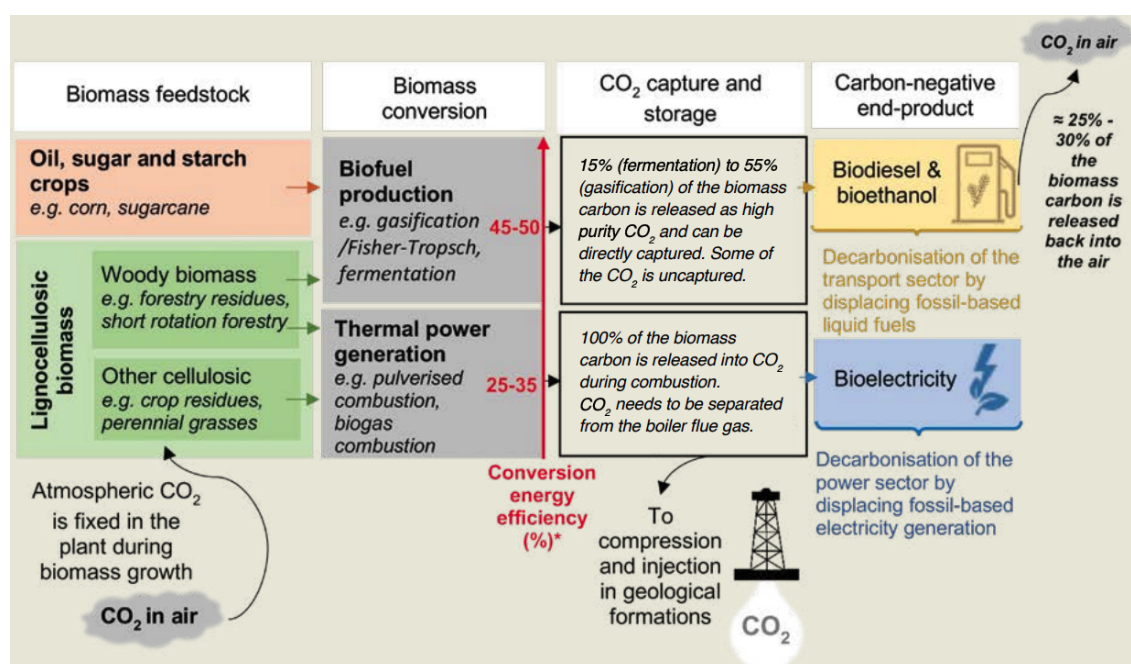 CO2 in air
Biomass feedstock
Biomass
conversion
CO2 capture and
storage
Carbon-negative
end-product
≈ 25% -
30% of
the
biomass
carbon is
released
back into
the air
Oil, sugar and starch
crops
e.g. corn, sugarcane
Lignocellulosic
biomass
Woody biomass
e.g. forestry residues,
short rotation forestry
Other cellulosic
e.g. crop residues,
perennial grasses
Biofuel
production
e.g. gasification
/Fisher-Tropsch,
fermentation
45-50
Thermal power
generation
e.g. pulverised
combustion,
biogas
combustion
25-35
Conversion
energy
efficiency
(%)*
15% (fermentation) to 55%
(gasification) of the biomass
carbon is released as high
purity CO2 and can be
directly captured. Some of
the CO2 is uncaptured.
100% of the biomass
carbon is released into CO2
during combustion.
CO2 needs to be separated
from the boiler flue gas.
Biodiesel &
bioethanol
Decarbonisation of the
transport sector by
displacing fossil-based
liquid fuels
Bioelectricity
Decarbonisation of the
power sector by
displacing fossil-based
electricity generation
Atmospheric CO2
is fixed in the
plant during
biomass growth
CO2 in air
To
compression
and injection
in geological
formations
CO2